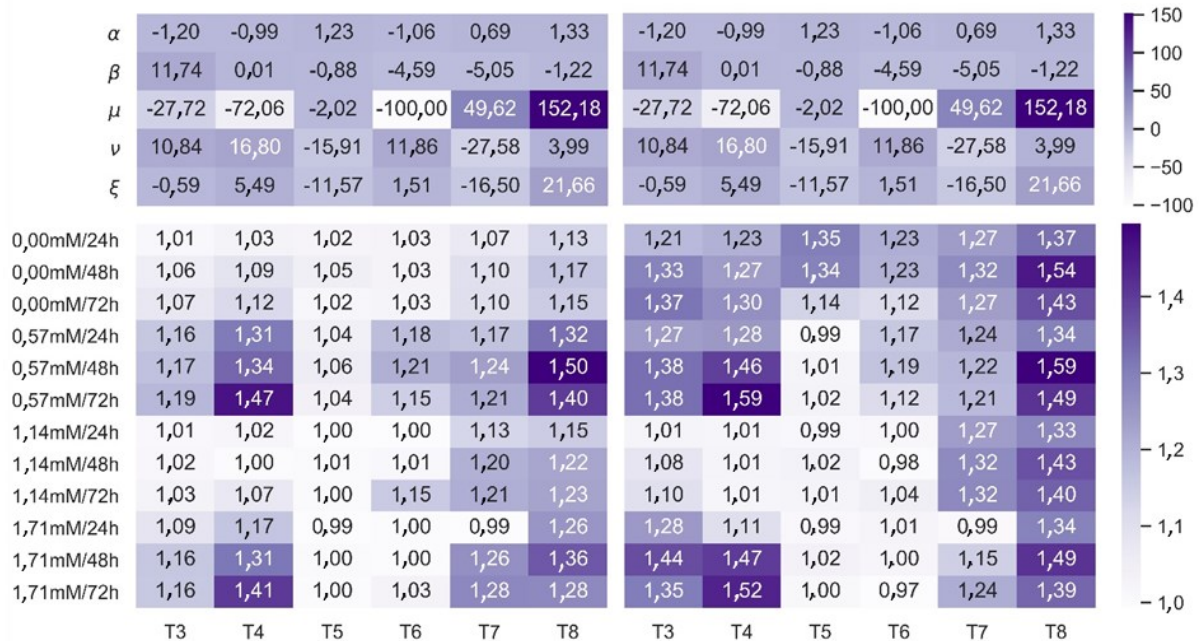 α -1,20 -0,99 1,23 -1,06 0,69 1,33 -1,20 -0,99 1,23 -1,06 0,69 1,33
β 11,74 0,01 -0,88 -4,59 -5,05 -1,22 11,74 0,01 -0,88 -4,59 -5,05 -1,22
μ -27,72 -72,06 -2,02 -100,00 49,62 152,18 -27,72 -72,06 -2,02 -100,00 49,62 152,18
ν 10,84 16,80 -15,91 11,86 -27,58 3,99 10,84 16,80 -15,91 11,86 -27,58 3,99
ξ -0,59 5,49 -11,57 1,51 -16,50 21,66 -0,59 5,49 -11,57 1,51 -16,50 21,66
150
100
50
0
−50
−100
0,00mM/24h 1,01 1,03 1,02 1,03 1,07 1,13 1,21 1,23 1,35 1,23 1,27 1,37
0,00mM/48h 1,06 1,09 1,05 1,03 1,10 1,17 1,33 1,27 1,34 1,23 1,32 1,54
0,00mM/72h 1,07 1,12 1,02 1,03 1,10 1,15 1,37 1,30 1,14 1,12 1,27 1,43
0,57mM/24h 1,16 1,31 1,04 1,18 1,17 1,32 1,27 1,28 0,99 1,17 1,24 1,34
0,57mM/48h 1,17 1,34 1,06 1,21 1,24 1,50 1,38 1,46 1,01 1,19 1,22 1,59
0,57mM/72h 1,19 1,47 1,04 1,15 1,21 1,40 1,38 1,59 1,02 1,12 1,21 1,49
1,14mM/24h 1,01 1,02 1,00 1,00 1,13 1,15 1,01 1,01 0,99 1,00 1,27 1,33
1,14mM/48h 1,02 1,00 1,01 1,01 1,20 1,22 1,08 1,01 1,02 0,98 1,32 1,43
1,14mM/72h 1,03 1,07 1,00 1,15 1,21 1,23 1,10 1,01 1,01 1,04 1,32 1,40
1,71mM/24h 1,09 1,17 0,99 1,00 0,99 1,26 1,28 1,11 0,99 1,01 0,99 1,34
1,71mM/48h 1,16 1,31 1,00 1,00 1,26 1,36 1,44 1,47 1,02 1,00 1,15 1,49
1,71mM/72h 1,16 1,41 1,00 1,03 1,28 1,28 1,35 1,52 1,00 0,97 1,24 1,39
1,4
1,3
1,2
1,1
1,0
T3 T4 T5 T6 T7 T8 T3 T4 T5 T6 T7 T8